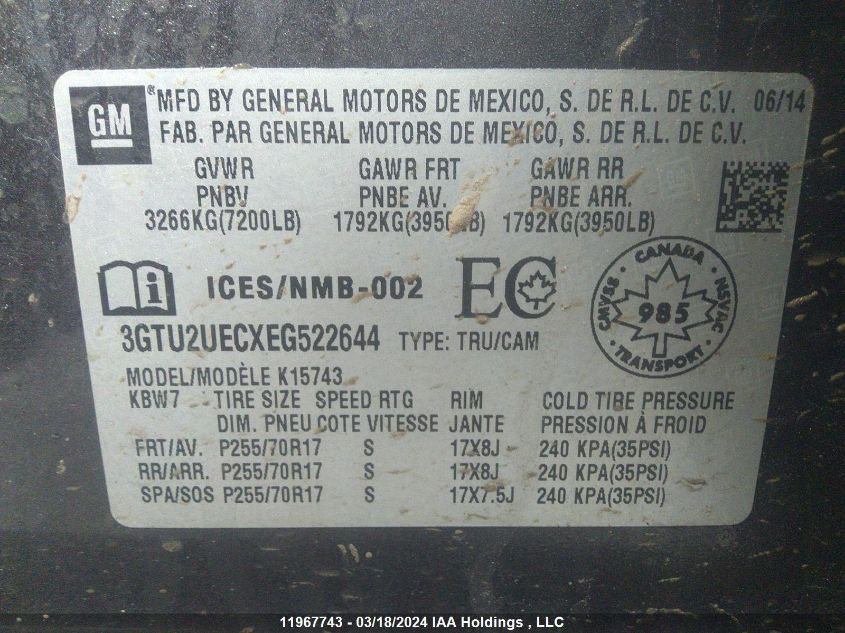 GM ® MFD BY GENERAL MOTORS DE MEXICO, S. DE R.L. DE C.V. 06/14
FAB. PAR GENERAL MOTORS DE MEXICO, S. DE R.L. DE C.V.
GVWR GAWR FRT GAWR RR
PNBV PNBE AV. PNBE ARR.
3266KG(7200LB) 1792KG(3950LB) 1792KG(3950LB)
i ICES/NMB-002 EC
CANADA
CMVSS 985 NSVAC
TRANSPORT
3GTU2UECXEG522644 TYPE: TRU/CAM
MODEL/MODÈLE K15743
KBW7 TIRE SIZE SPEED RTG RIM COLD TIRE PRESSURE
DIM. PNEU COTE VITESSE JANTE PRESSION À FROID
FRT/AV. P255/70R17 S 17X8J 240 KPA(35PSI)
RR/ARR. P255/70R17 S 17X8J 240 KPA(35PSI)
SPA/SOS P255/70R17 S 17X7.5J 240 KPA(35PSI)
11967743 - 03/18/2024 IAA Holdings , LLC